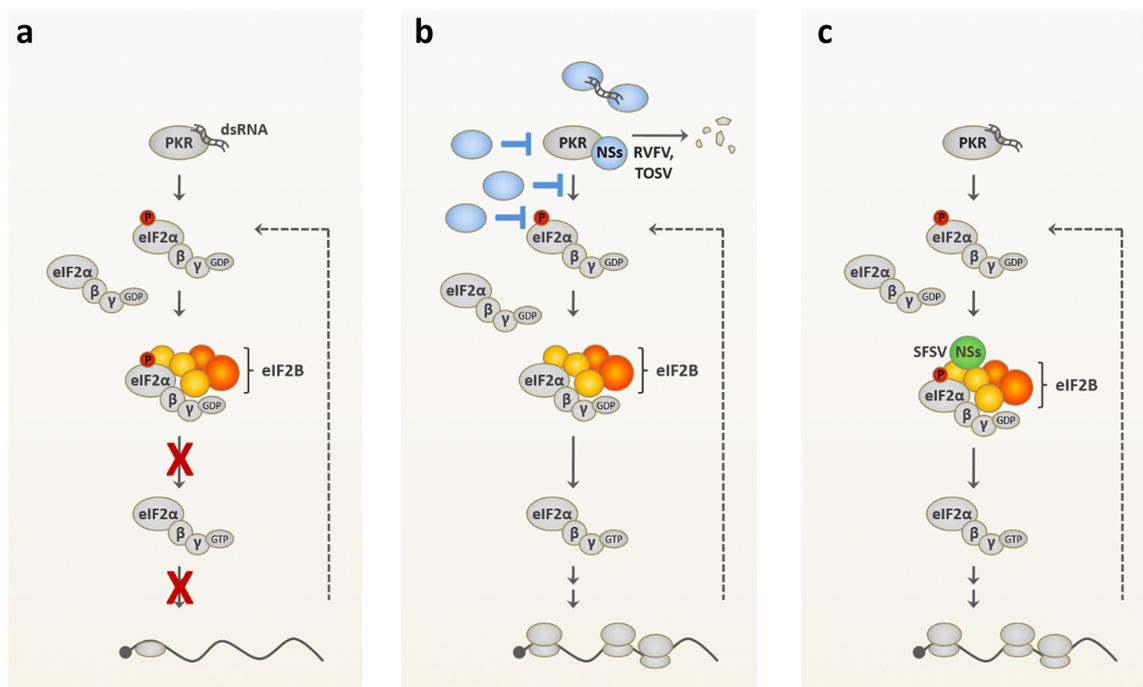 a
dsRNA
PKR
P
eIF2α
β
γ
GDP
eIF2α
β
γ
GDP
P
eIF2α
β
γ
GDP
eIF2B
X
eIF2α
β
γ
GTP
X
b
PKR
NSs
RVFV,
TOSV
P
eIF2α
β
γ
GDP
eIF2α
β
γ
GDP
eIF2α
β
γ
GDP
eIF2B
eIF2α
β
γ
GTP
c
PKR
P
eIF2α
β
γ
GDP
eIF2α
β
γ
GDP
SFSV
NSs
P
eIF2α
β
γ
GDP
eIF2B
eIF2α
β
γ
GTP